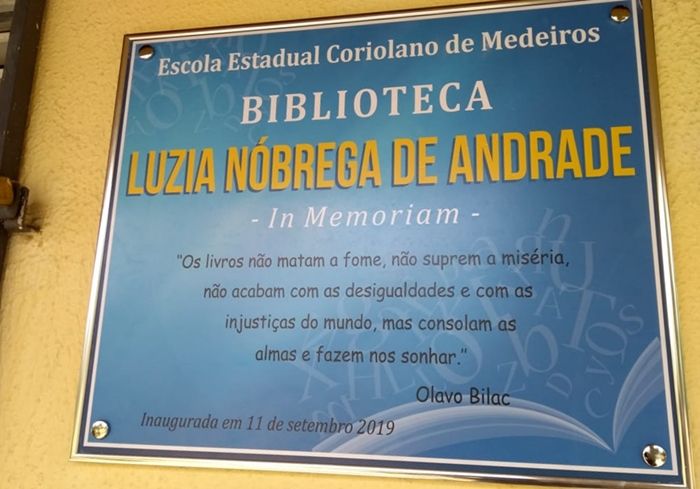 Escola Estadual Coriolano de Medeiros
BIBLIOTECA
LUZIA NÓBREGA DE ANDRADE
- In Memoriam -
"Os livros não matam a fome, não suprem a miséria,
não acabam com as desigualdades e com as
injustiças do mundo, mas consolam as
almas e fazem nos sonhar."
Olavo Bilac
Inaugurada em 11 de setembro 2019